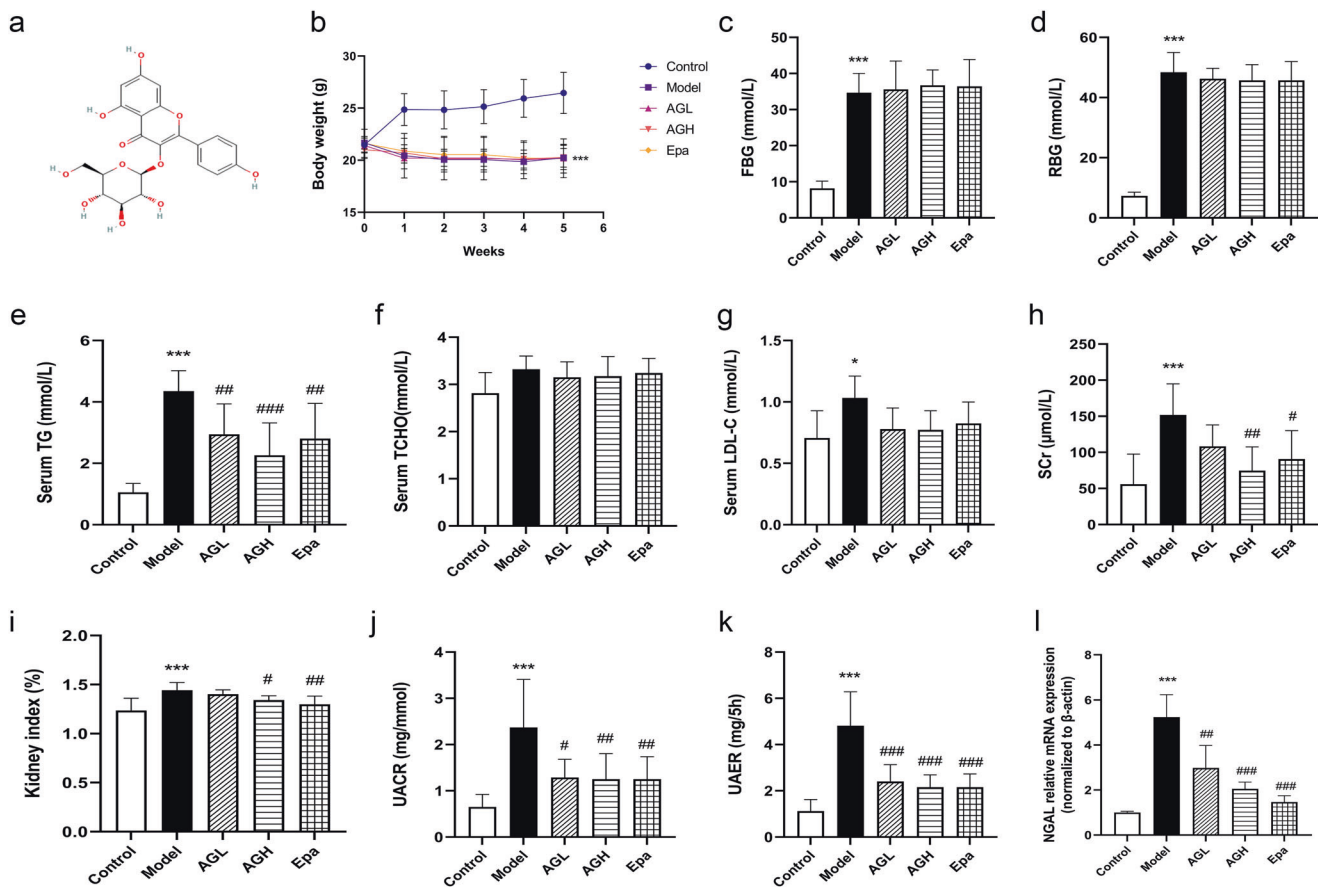 a
H
O
H
O
O
O
O
O
O
H
O
H
O
H
O
H
O
H
b
Body weight (g)
30
25
20
15
0
1
2
3
4
5
6
Weeks
***
Control
Model
AGL
AGH
Epa
c
FBG
(mmol/L)
50
40
30
20
10
0
***
Control
Model
AGL
AGH
Epa
d
RBG
(mmol/L)
60
40
20
0
***
Control
Model
AGL
AGH
Epa
e
Serum TG (mmol/L)
6
4
2
0
***
##
###
##
Control
Model
AGL
AGH
Epa
f
Serum TCHO(mmol/L)
4
3
2
1
0
Control
Model
AGL
AGH
Epa
g
Serum LDL-C (mmol/L)
1.5
1.0
0.5
0.0
*
Control
Model
AGL
AGH
Epa
h
SCr (μmol/L)
250
200
150
100
50
0
***
##
#
Control
Model
AGL
AGH
Epa
i
Kidney index (%)
2.0
1.5
1.0
0.5
0.0
***
#
##
Control
Model
AGL
AGH
Epa
j
UACR (mg/mmol)
4
3
2
1
0
***
#
##
##
Control
Model
AGL
AGH
Epa
k
UAER (mg/5h)
8
6
4
2
0
***
###
###
###
Control
Model
AGL
AGH
Epa
l
NGAL relative mRNA expression
(normalized to β-actin)
8
6
4
2
0
***
##
###
###
Control
Model
AGL
AGH
Epa